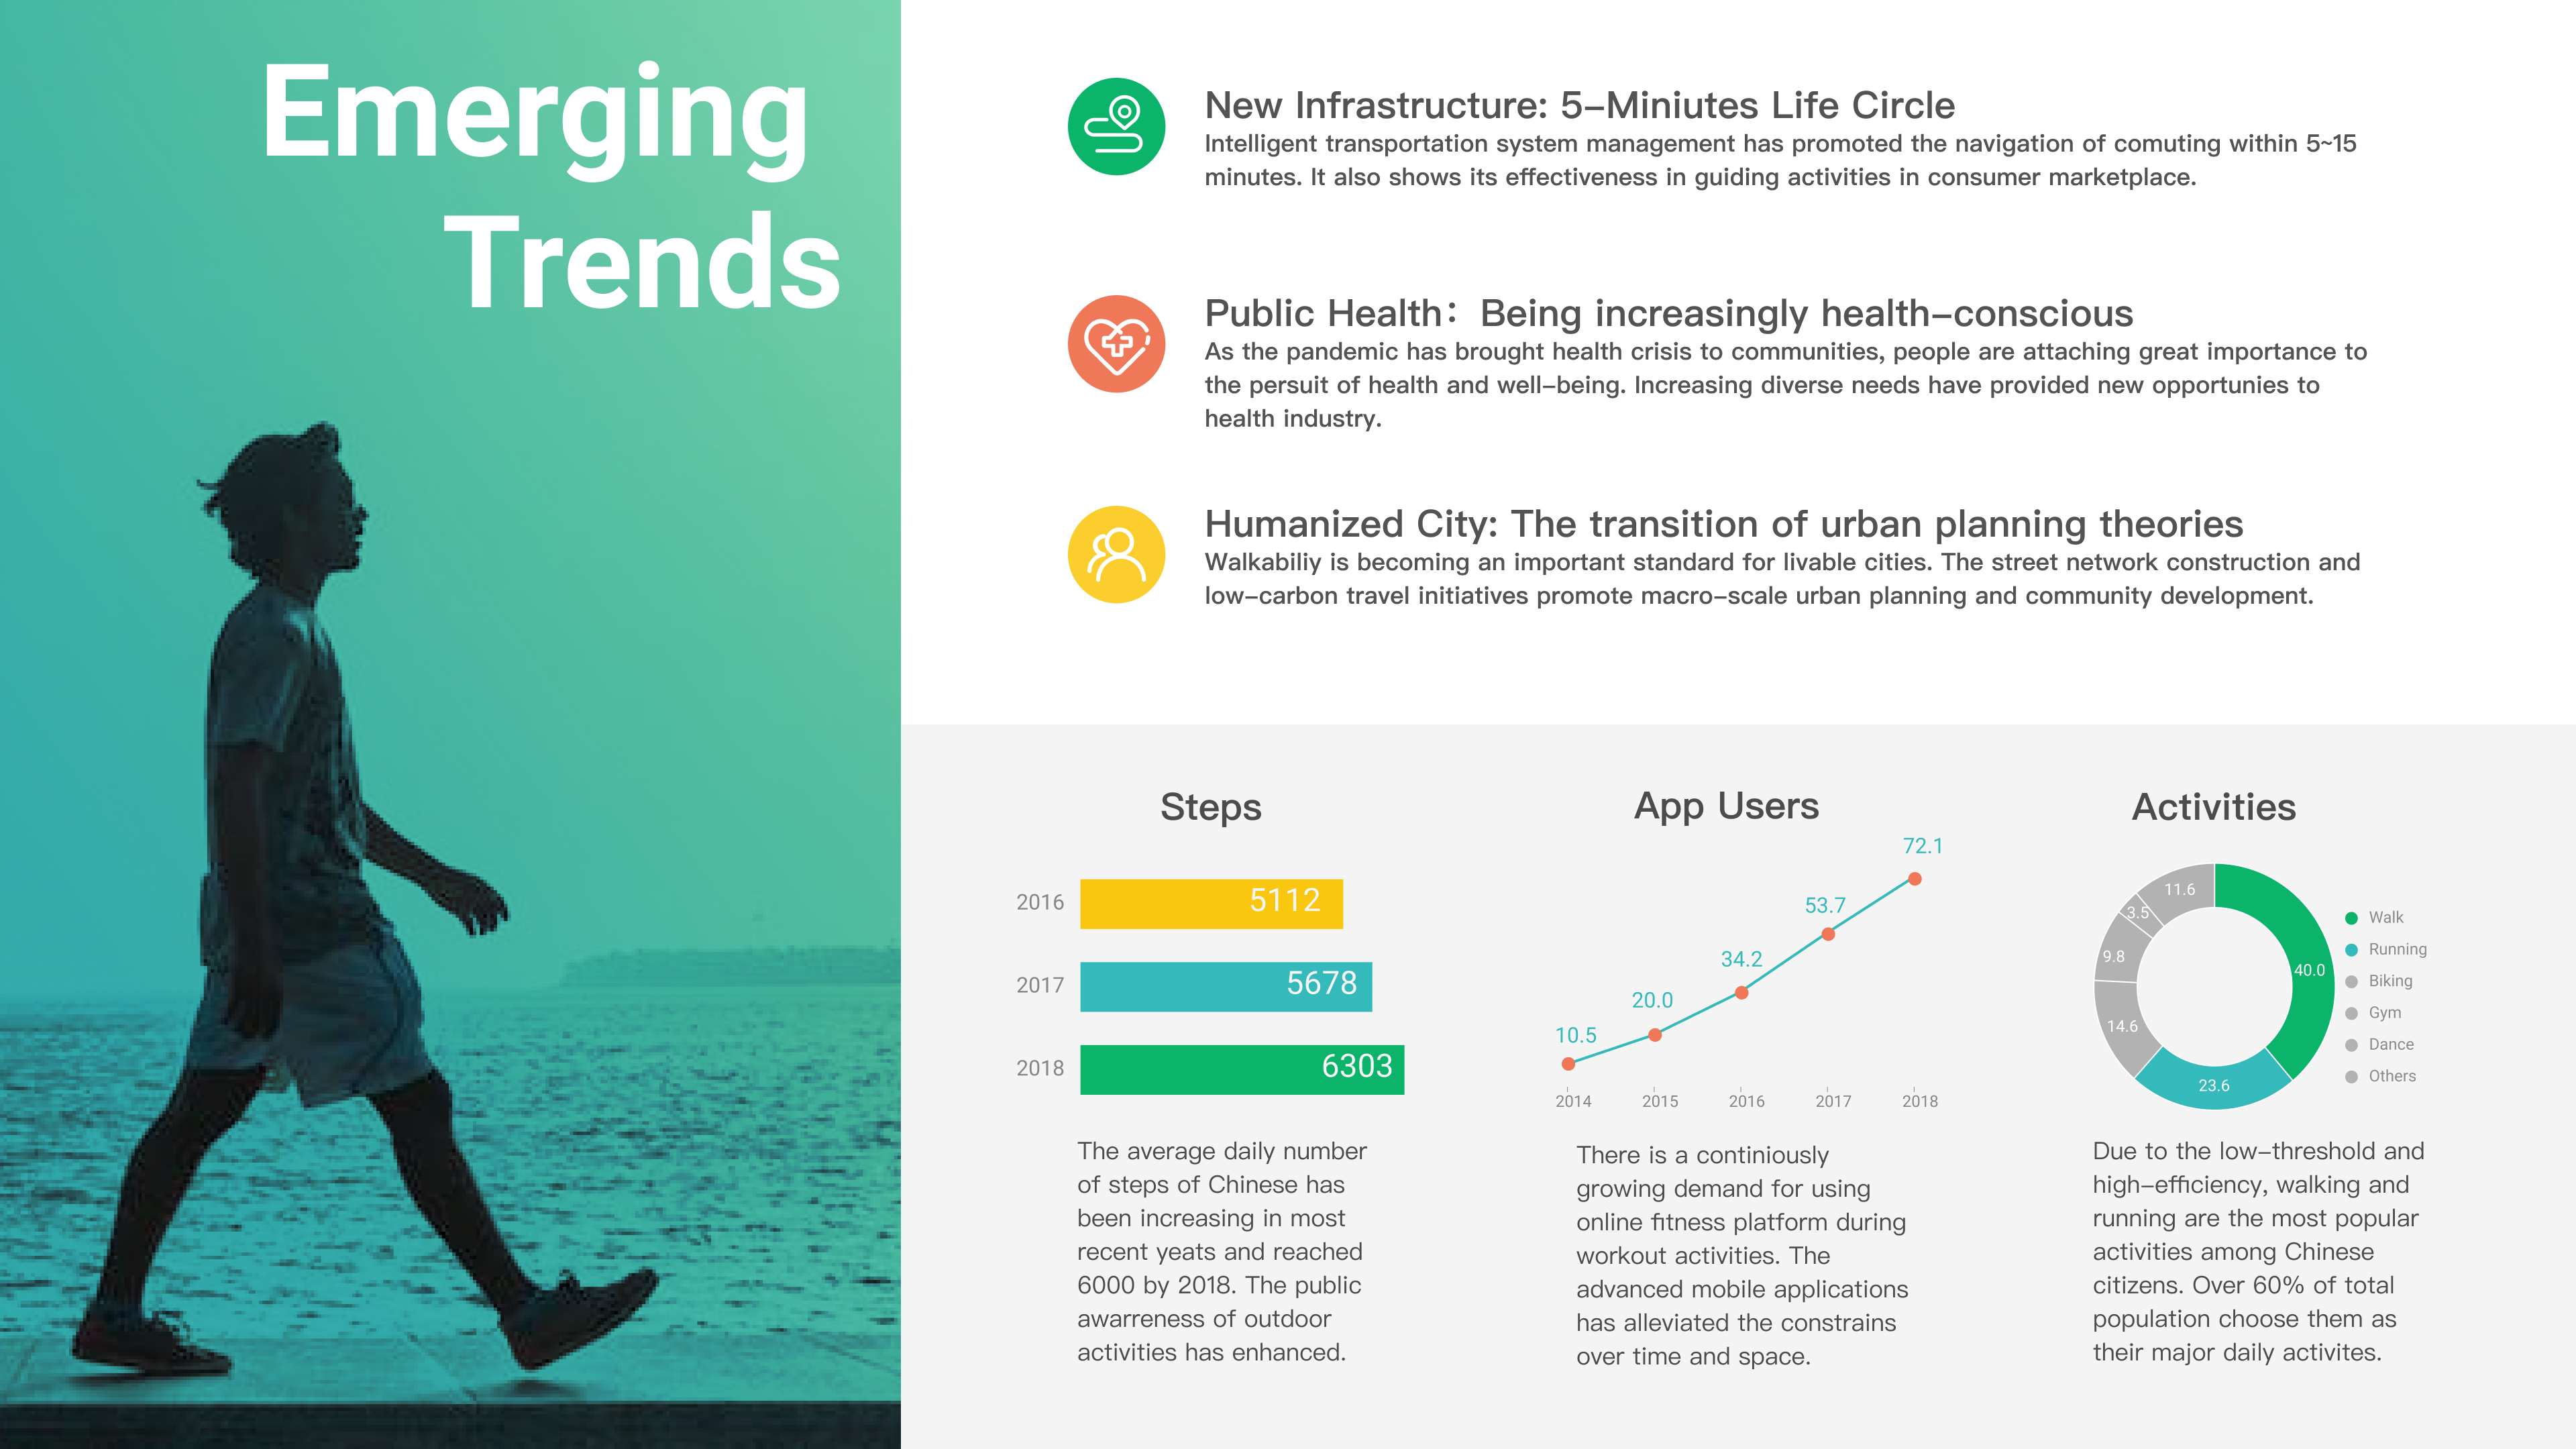 Emerging
Trends
New Infrastructure: 5–Miniutes Life Circle
Intelligent transportation system management has promoted the navigation of comuting within 5~15
minutes. It also shows its effectiveness in guiding activities in consumer marketplace.
Public Health：Being increasingly health–conscious
As the pandemic has brought health crisis to communities, people are attaching great importance to
the persuit of health and well–being. Increasing diverse needs have provided new opportunies to
health industry.
Humanized City: The transition of urban planning theories
Walkabiliy is becoming an important standard for livable cities. The street network construction and
low–carbon travel initiatives promote macro–scale urban planning and community development.
Steps
2016 5112
2017 5678
2018 6303
The average daily number
of steps of Chinese has
been increasing in most
recent yeats and reached
6000 by 2018. The public
awarreness of outdoor
activities has enhanced.
App Users
72.1
53.7
34.2
20.0
10.5
2014 2015 2016 2017 2018
There is a continiously
growing demand for using
online fitness platform during
workout activities. The
advanced mobile applications
has alleviated the constrains
over time and space.
Activities
11.6
3.5
9.8
40.0
14.6
23.6
Walk
Running
Biking
Gym
Dance
Others
Due to the low–threshold and
high–efficiency, walking and
running are the most popular
activities among Chinese
citizens. Over 60% of total
population choose them as
their major daily activites.